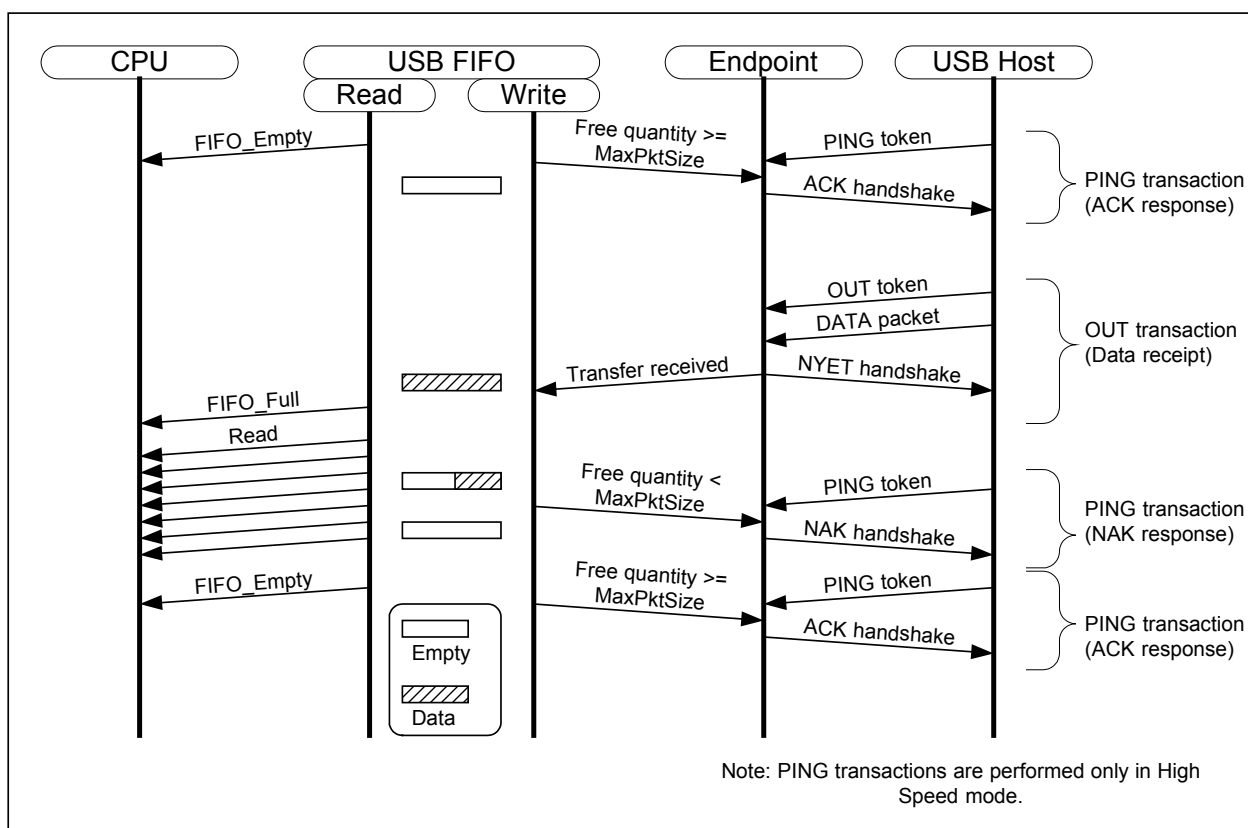 CPU
USB FIFO
Endpoint
USB Host
Read
Write
FIFO_Empty
Free quantity >=
MaxPktSize
PING token
ACK handshake
PING transaction
(ACK response)
OUT token
DATA packet
Transfer received
NYET handshake
OUT transaction
(Data receipt)
FIFO_Full
Read
Free quantity <
MaxPktSize
PING token
NAK handshake
PING transaction
(NAK response)
FIFO_Empty
Free quantity >=
MaxPktSize
PING token
ACK handshake
PING transaction
(ACK response)
Empty
Data
Note: PING transactions are performed only in High
Speed mode.